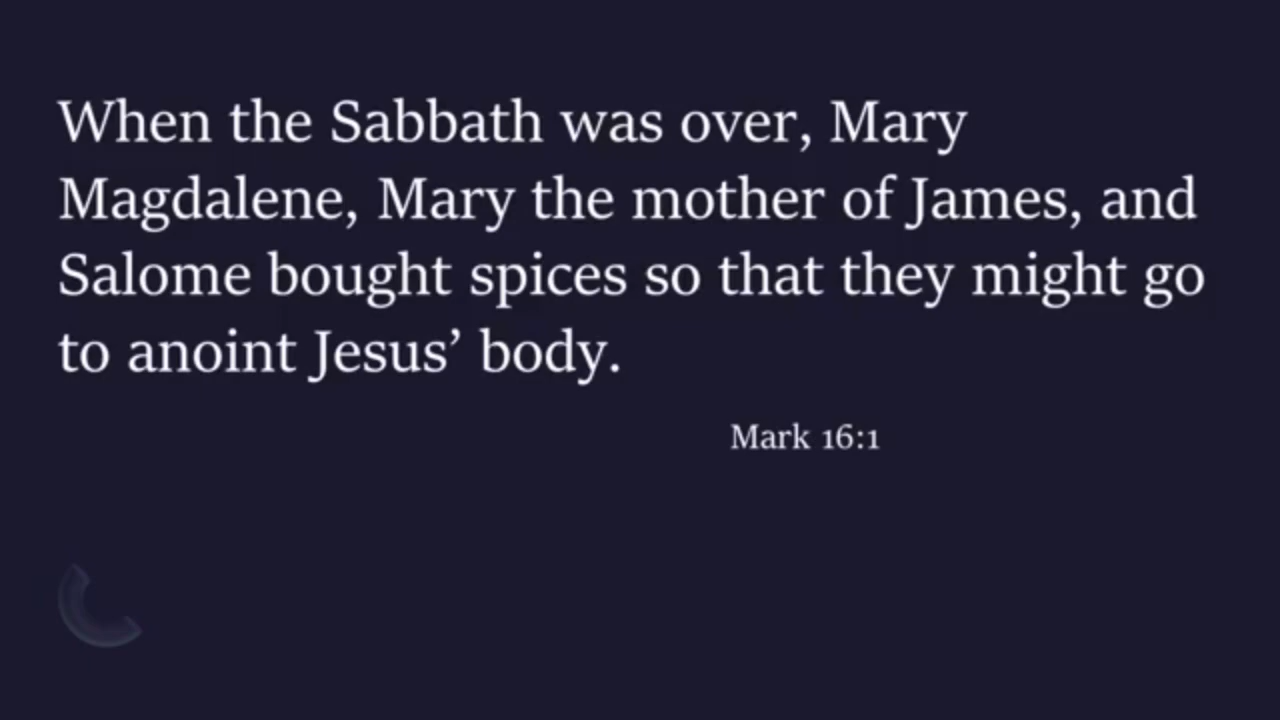 When the Sabbath was over, Mary
Magdalene, Mary the mother of James, and
Salome bought spices so that they might go
to anoint Jesus’ body.
Mark 16:1